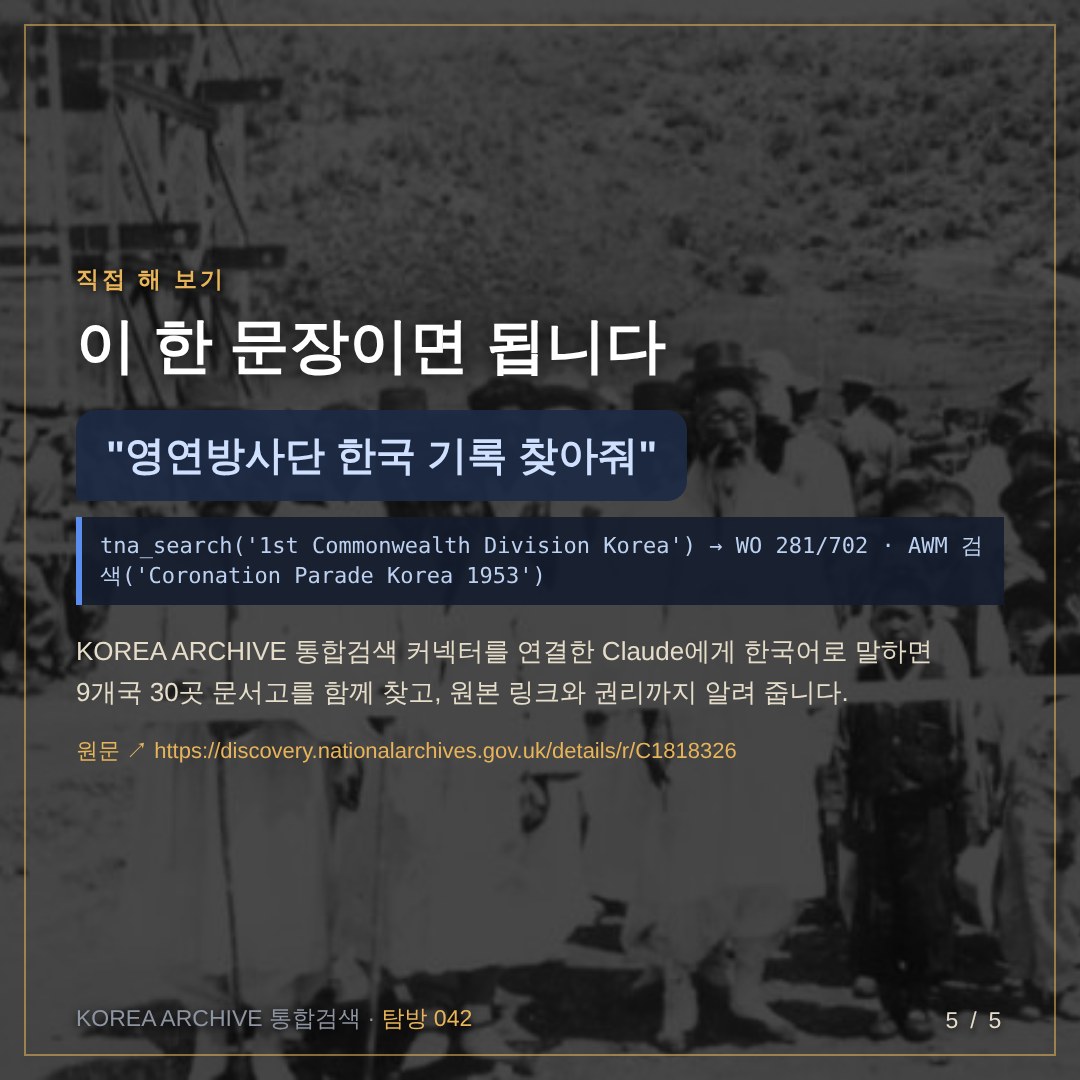 직접 해 보기
이 한 문장이면 됩니다
"영연방사단 한국 기록 찾아줘"
tna_search('1st Commonwealth Division Korea') → WO 281/702 · AWM 검
색('Coronation Parade Korea 1953')
KOREA ARCHIVE 통합검색 커넥터를 연결한 Claude에게 한국어로 말하면
9개국 30곳 문서고를 함께 찾고, 원본 링크와 권리까지 알려 줍니다.
원문 ↗ https://discovery.nationalarchives.gov.uk/details/r/C1818326
KOREA ARCHIVE 통합검색 · 탐방 042
5 / 5